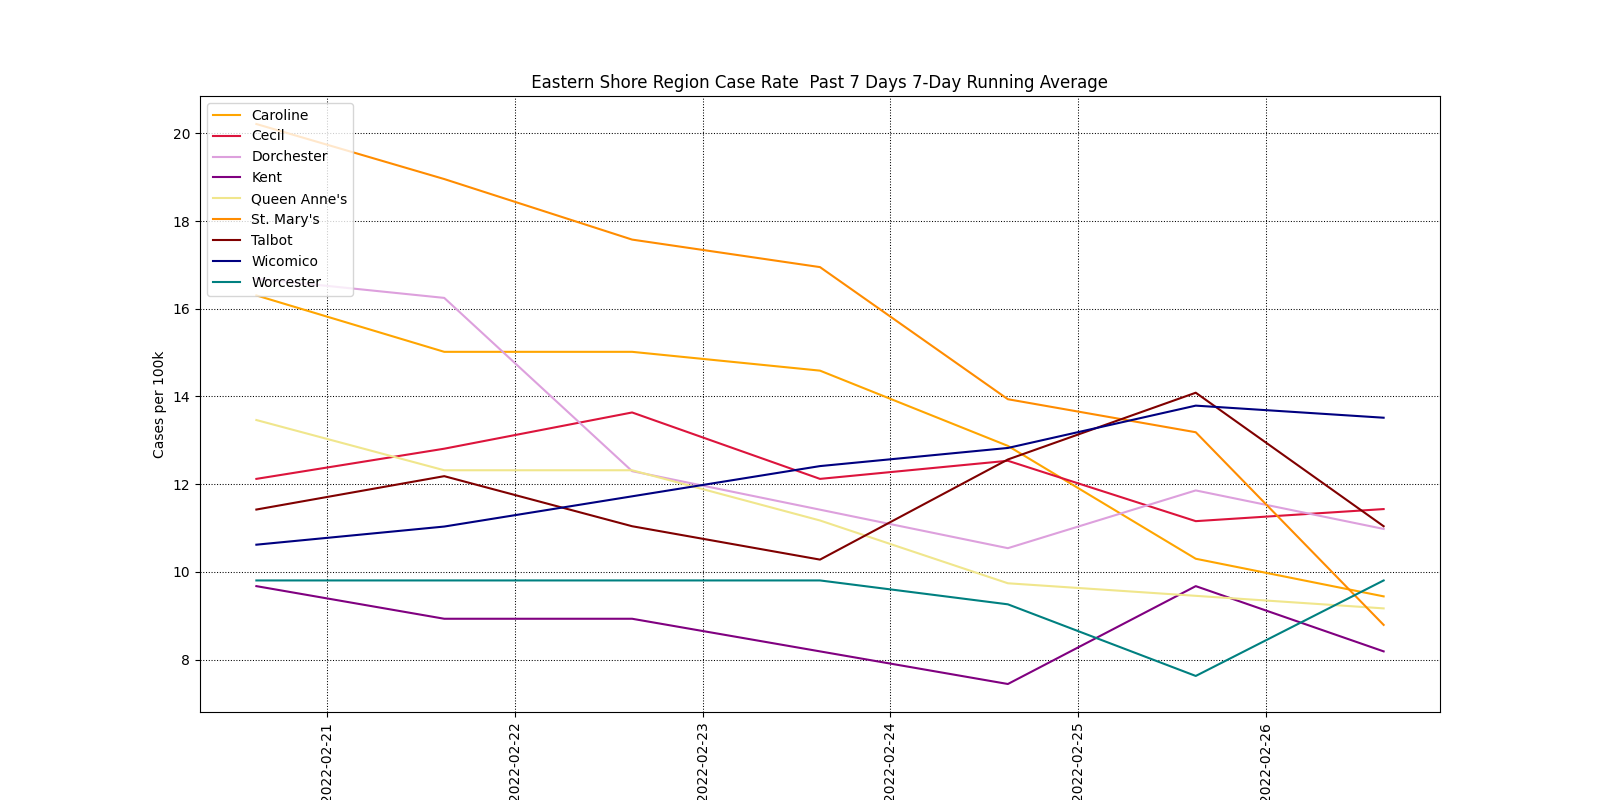 Eastern Shore Region Case Rate  Past 7 Days 7-Day Running Average
Caroline
Cecil
Dorchester
Kent
Queen Anne's
St. Mary's
Talbot
Wicomico
Worcester
Cases per 100k
20
18
16
14
12
10
8
2022-02-21
2022-02-22
2022-02-23
2022-02-24
2022-02-25
2022-02-26